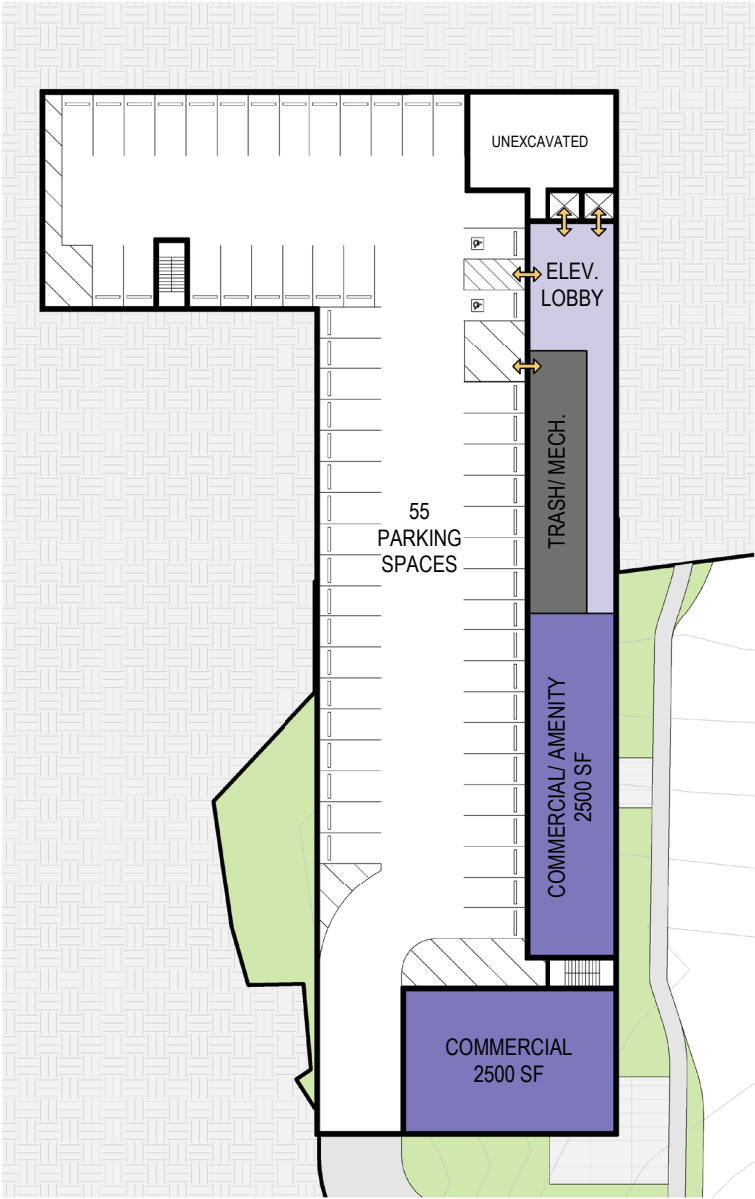 UNEXCAVATED
ELEV.
LOBBY
TRASH/ MECH.
55
PARKING
SPACES
COMMERCIAL/ AMENITY
2500 SF
COMMERCIAL
2500 SF